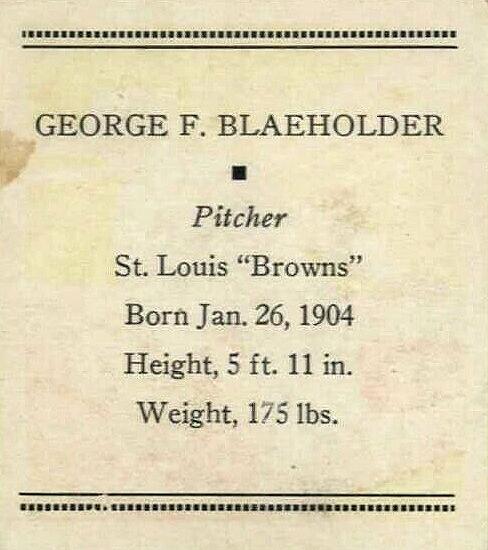 GEORGE F. BLAEHOLDER
Pitcher
St. Louis “Browns”
Born Jan. 26, 1904
Height, 5 ft. 11 in.
Weight, 175 lbs.